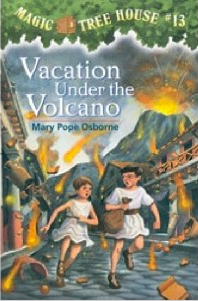 MAGIC TREE HOUSE #13
Vacation
Under the
Volcano
Mary Pope Osborne